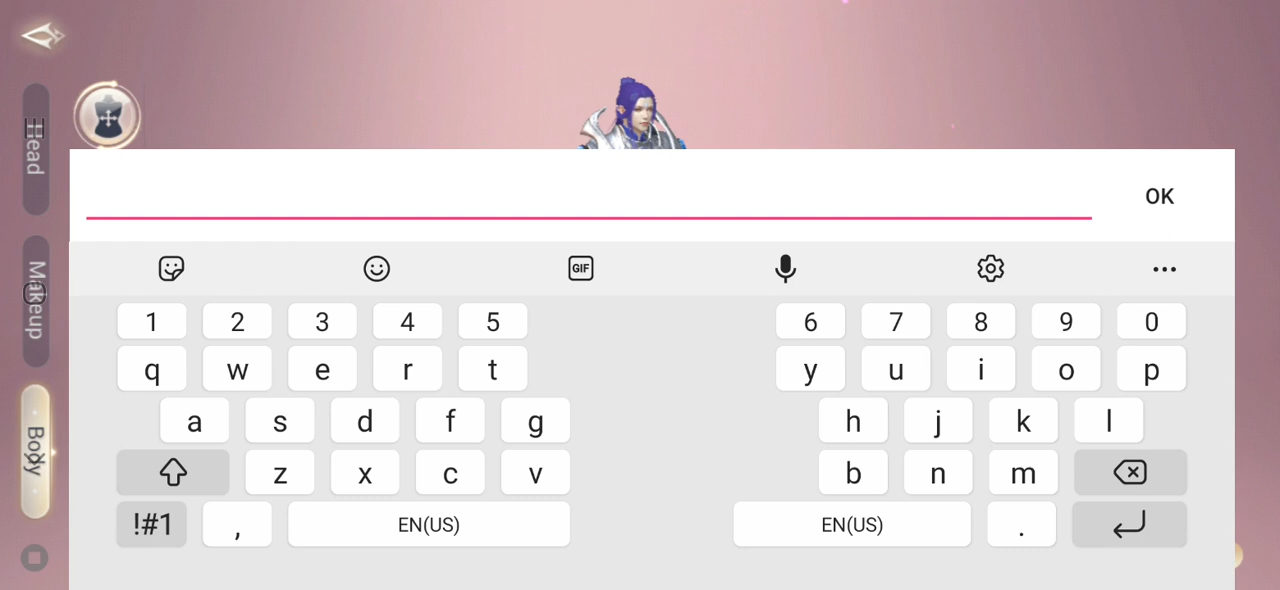 Head
Makeup
Body
OK
GIF
1 2 3 4 5 6 7 8 9 0
q w e r t y u i o p
a s d f g h j k l
z x c v b n m
!#1 , EN(US) EN(US) .